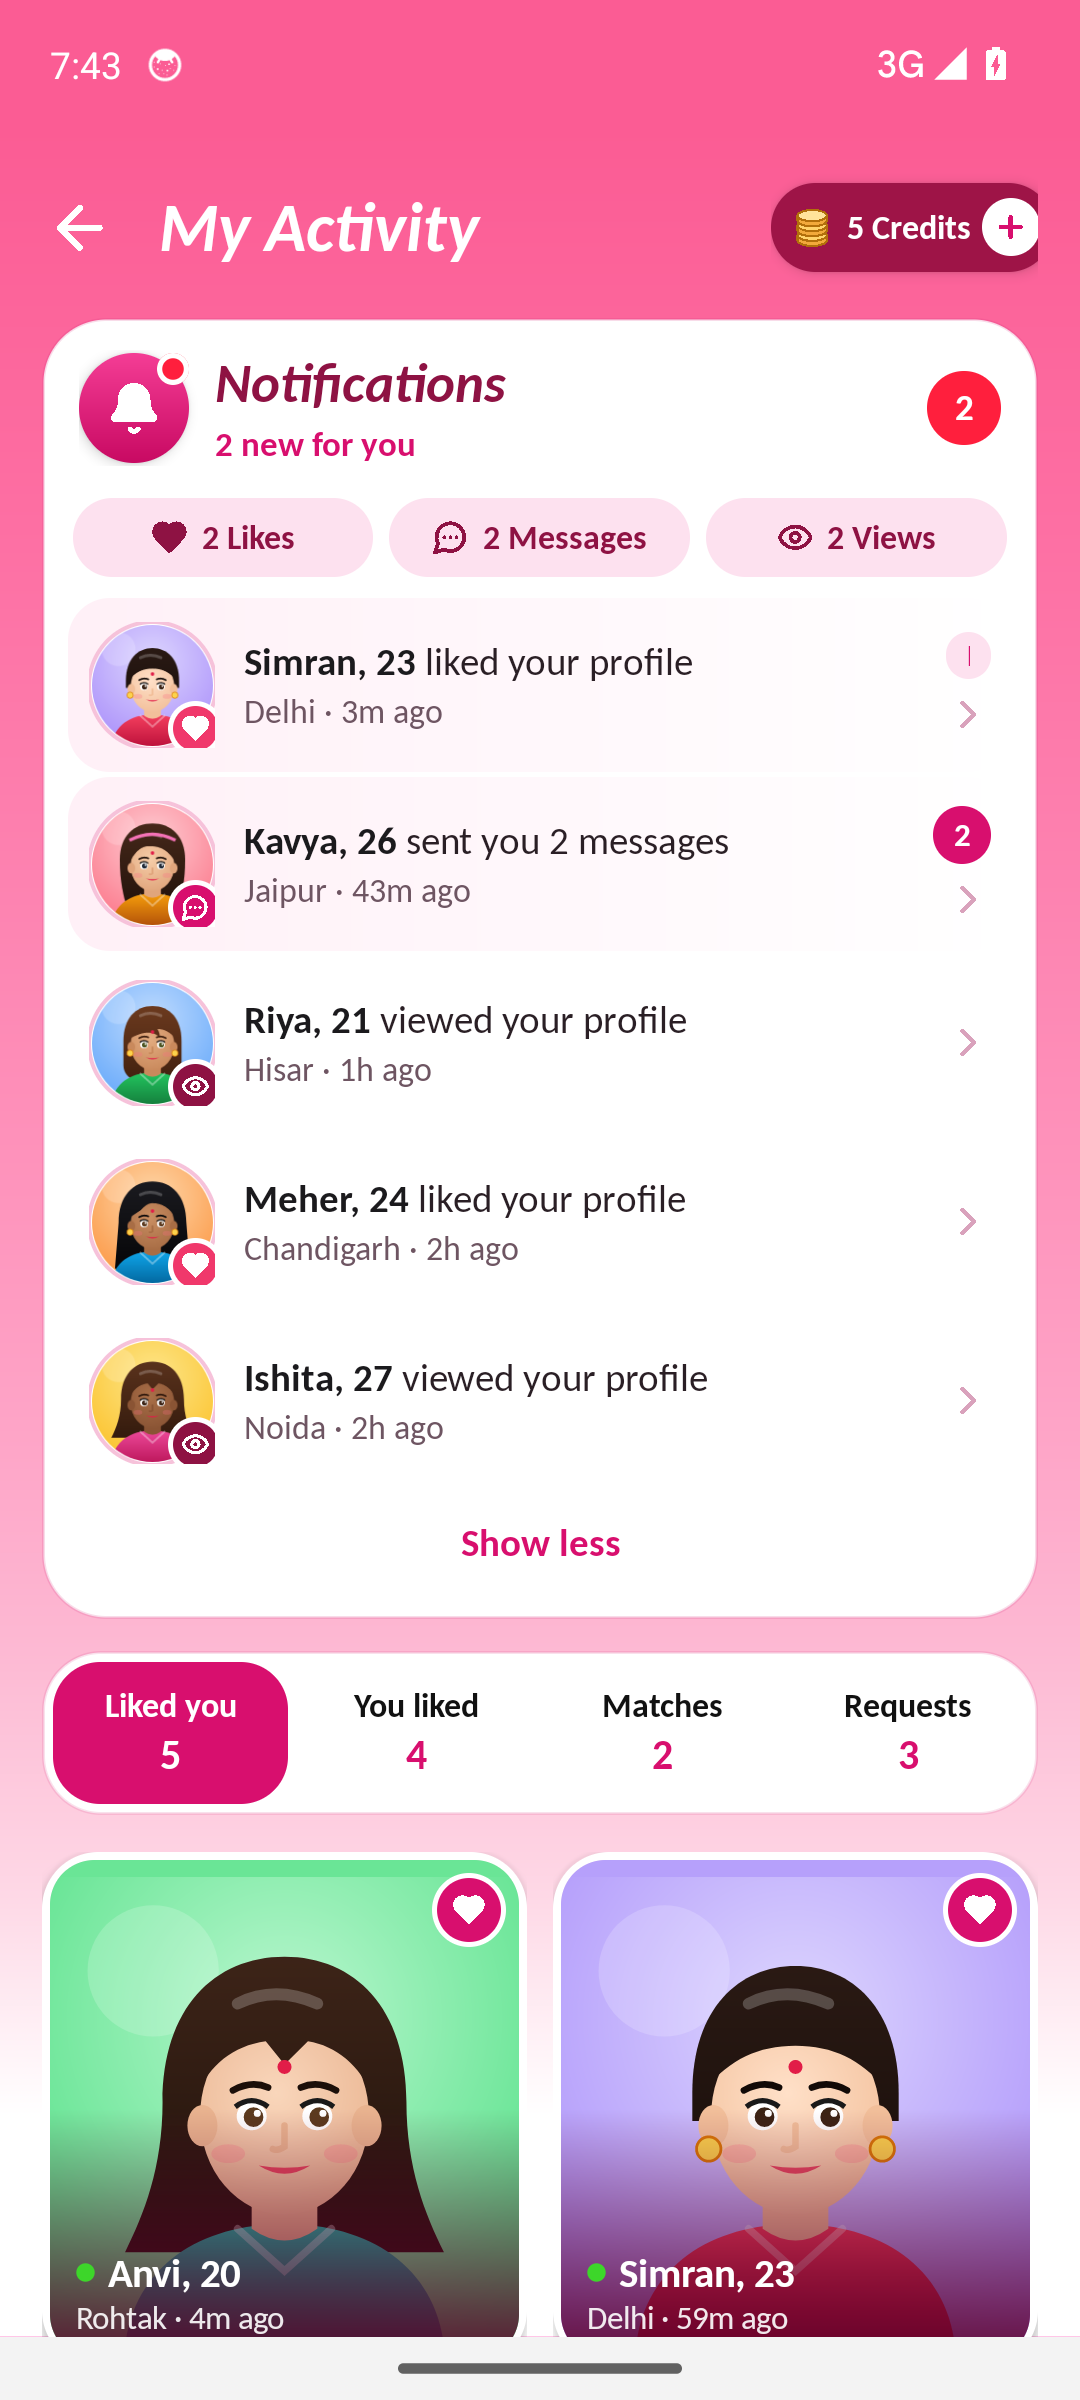 7:43
3G
My Activity
5 Credits
Notifications
2 new for you
2
2 Likes
2 Messages
2 Views
Simran, 23 liked your profile
Delhi · 3m ago
Kavya, 26 sent you 2 messages
Jaipur · 43m ago
2
Riya, 21 viewed your profile
Hisar · 1h ago
Meher, 24 liked your profile
Chandigarh · 2h ago
Ishita, 27 viewed your profile
Noida · 2h ago
Show less
Liked you
5
You liked
4
Matches
2
Requests
3
Anvi, 20
Rohtak · 4m ago
Simran, 23
Delhi · 59m ago